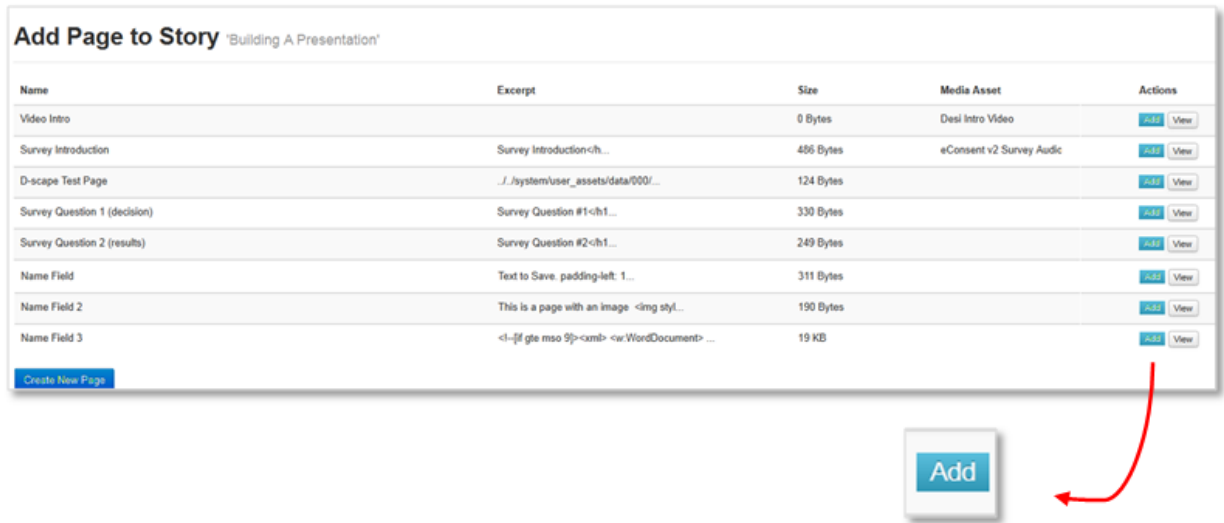 Add Page to Story 'Building A Presentation'
Name Excerpt Size Media Asset Actions
Video Intro 0 Bytes Desi Intro Video Add View
Survey Introduction Survey Introduction</h... 486 Bytes eConsent v2 Survey Audic Add View
D-scape Test Page ../../system/user_assets/data/000/... 124 Bytes Add View
Survey Question 1 (decision) Survey Question #1</h1... 330 Bytes Add View
Survey Question 2 (results) Survey Question #2</h1... 249 Bytes Add View
Name Field Text to Save. padding-left: 1... 311 Bytes Add View
Name Field 2 This is a page with an image <img styl... 190 Bytes Add View
Name Field 3 <!--[if gte mso 9]><xml> <w:WordDocument> ... 19 KB Add View
Create New Page
Add